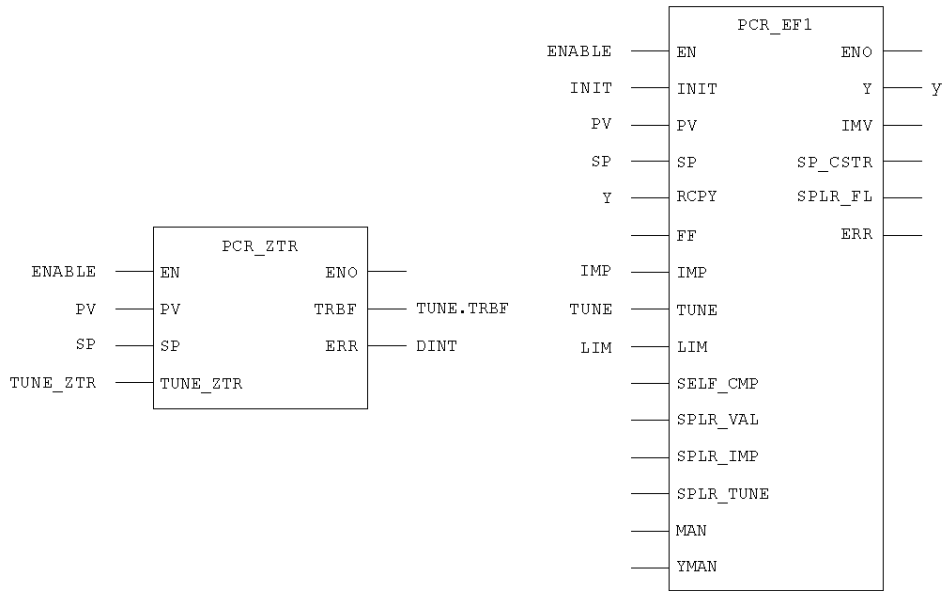 PCR_ZTR
ENABLE EN ENO
PV PV TRBF TUNE.TRBF
SP SP ERR DINT
TUNE_ZTR TUNE_ZTR
PCR_EF1
ENABLE EN ENO
INIT INIT Y y
PV PV IMV
SP SP SP_CSTR
Y RCPY SPLR_FL
FF ERR
IMP IMP
TUNE TUNE
LIM LIM
SELF_CMP
SPLR_VAL
SPLR_IMP
SPLR_TUNE
MAN
YMAN